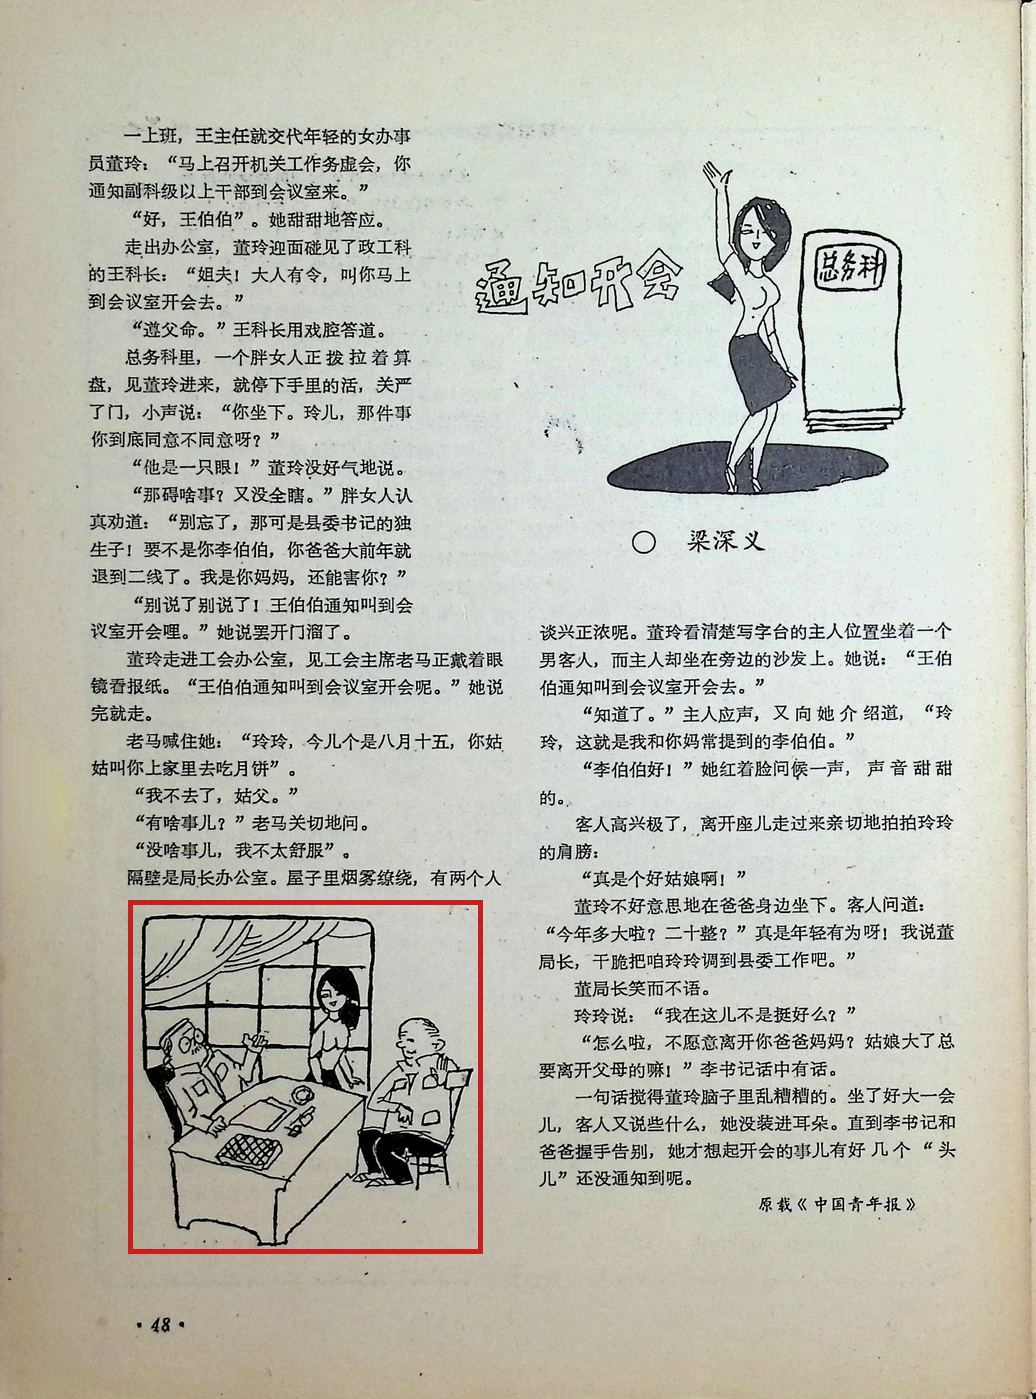 一上班，王主任就交代年轻的女办事
员董玲：“马上召开机关工作务虚会，你
通知副科级以上干部到会议室来。”
“好，王伯伯”。她甜甜地答应。
走出办公室，董玲迎面碰见了政工科
的王科长：“姐夫！大人有令，叫你马上
到会议室开会去。”
“遵父命。”王科长用戏腔答道。
总务科里，一个胖女人正拨拉着算
盘，见董玲进来，就停下手里的活，关严
了门，小声说：“你坐下。玲儿，那件事
你到底同意不同意呀？”
“他是一只眼！”董玲没好气地说。
“那碍啥事？又没全瞎。”胖女人认
真劝道：“别忘了，那可是县委书记的独
生子！要不是你李伯伯，你爸爸大前年就
退到二线了。我是你妈妈，还能害你？”
“别说了别说了！王伯伯通知叫到会
议室开会哩。”她说罢开门溜了。
董玲走进工会办公室，见工会主席老马正戴着眼
镜看报纸。“王伯伯通知叫到会议室开会呢。”她说
完就走。
老马喊住她：“玲玲，今儿个是八月十五，你姑
姑叫你上家里去吃月饼”。
“我不去了，姑父。”
“有啥事儿？”老马关切地问。
“没啥事儿，我不太舒服”。
隔壁是局长办公室。屋子里烟雾缭绕，有两个人
通知开会
总务科
○ 梁深义
谈兴正浓呢。董玲看清楚写字台的主人位置坐着一个
男客人，而主人却坐在旁边的沙发上。她说：“王伯
伯通知叫到会议室开会去。”
“知道了。”主人应声，又向她介绍道，“玲
玲，这就是我和你妈常提到的李伯伯。”
“李伯伯好！”她红着脸问候一声，声音甜甜
的。
客人高兴极了，离开座儿走过来亲切地拍拍玲玲
的肩膀：
“真是个好姑娘啊！”
董玲不好意思地在爸爸身边坐下。客人问道：
“今年多大啦？二十整？”真是年轻有为呀！我说董
局长，干脆把咱玲玲调到县委工作吧。”
董局长笑而不语。
玲玲说：“我在这儿不是挺好么？”
“怎么啦，不愿意离开你爸爸妈妈？姑娘大了总
要离开父母的嘛！”李书记话中有话。
一句话搅得董玲脑子里乱糟糟的。坐了好大一会
儿，客人又说些什么，她没装进耳朵。直到李书记和
爸爸握手告别，她才想起开会的事儿有好几个“头
儿”还没通知到呢。
原载《中国青年报》
·48·